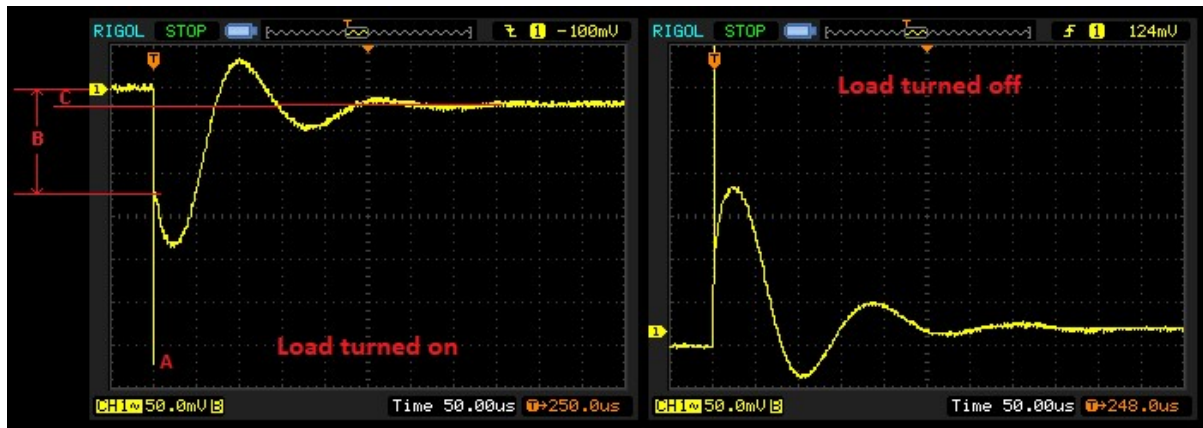 RIGOL STOP T 1 -100mV
T
1
C
B
A
Load turned on
CH1~50.0mV B Time 50.00us T→250.0us
RIGOL STOP T 1 124mV
T
Load turned off
1
CH1~50.0mV B Time 50.00us T→248.0us